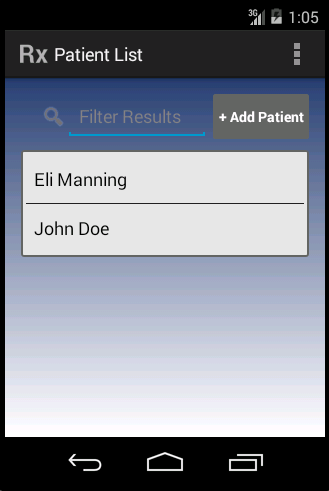 3G 1:05
Rx Patient List
Filter Results + Add Patient
Eli Manning
John Doe